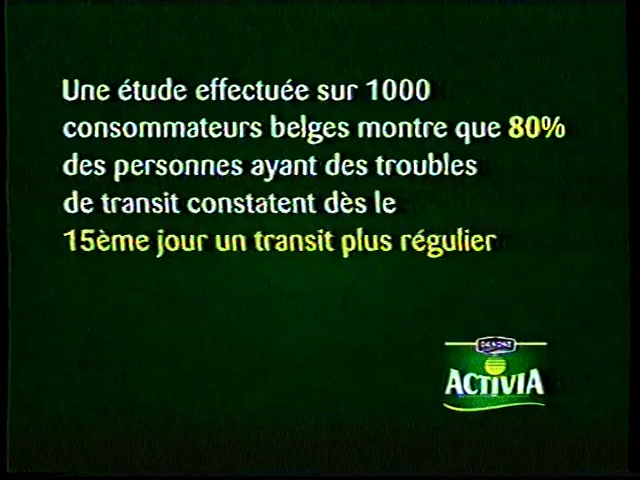 Une étude effectuée sur 1000
consommateurs belges montre que 80%
des personnes ayant des troubles
de transit constatent dès le
15ème jour un transit plus régulier
DANONE
ACTIVIA